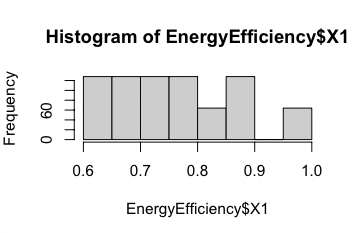 Histogram of EnergyEfficiency$X1
Frequency
60
0
0.6 0.7 0.8 0.9 1.0
EnergyEfficiency$X1